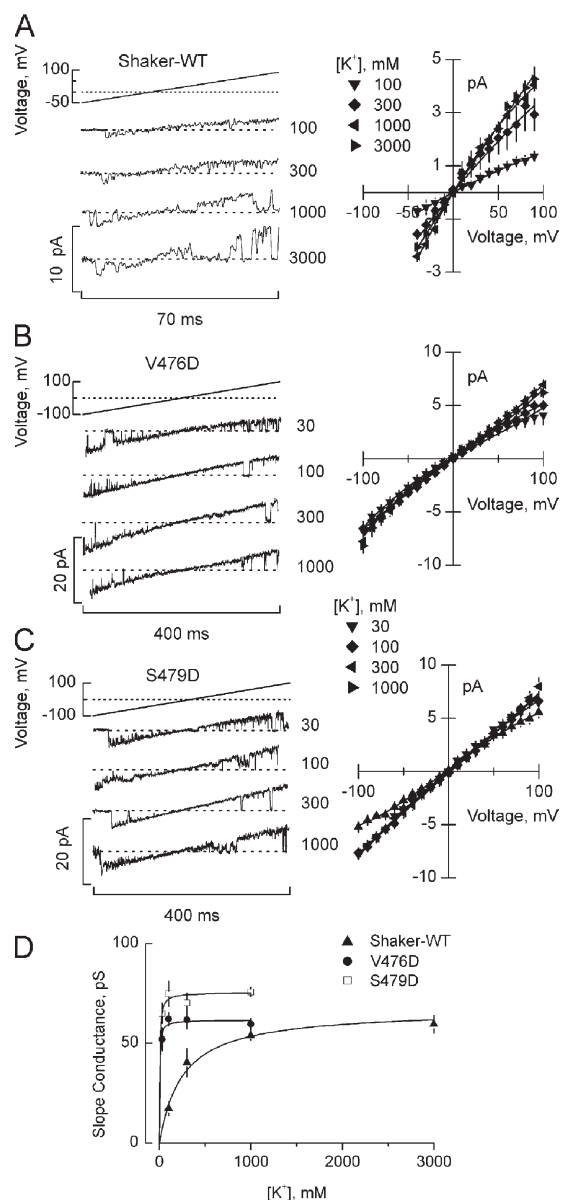 A
Voltage, mV
100
-50
Shaker-WT
100
300
1000
3000
10 pA
70 ms
[K+], mM
100
300
1000
3000
pA
5
3
1
-1
-3
-100
-50
50
100
Voltage, mV
B
Voltage, mV
100
-100
V476D
30
100
300
1000
20 pA
400 ms
pA
10
5
-5
-10
-100
100
Voltage, mV
[K+], mM
30
100
300
1000
C
Voltage, mV
100
-100
S479D
30
100
300
1000
20 pA
400 ms
pA
10
5
-5
-10
-100
100
Voltage, mV
D
Slope Conductance, pS
100
50
0
0
1000
2000
3000
[K+], mM
Shaker-WT
V476D
S479D